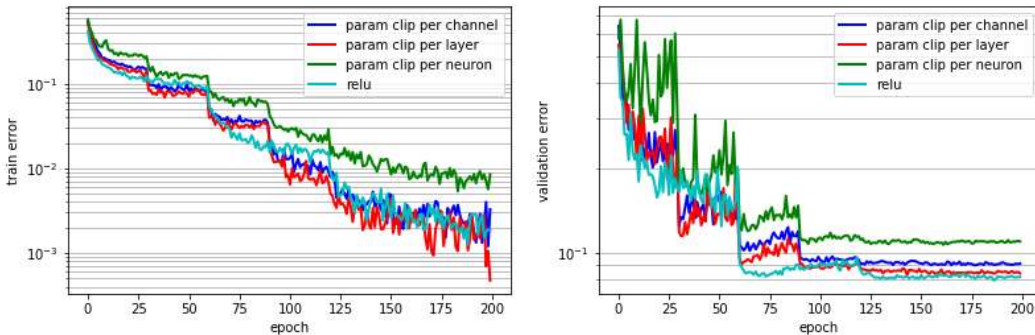 param clip per channel
param clip per layer
param clip per neuron
relu
train error
10⁻¹
10⁻²
10⁻³
0 25 50 75 100 125 150 175 200
epoch
param clip per channel
param clip per layer
param clip per neuron
relu
validation error
10⁻¹
0 25 50 75 100 125 150 175 200
epoch